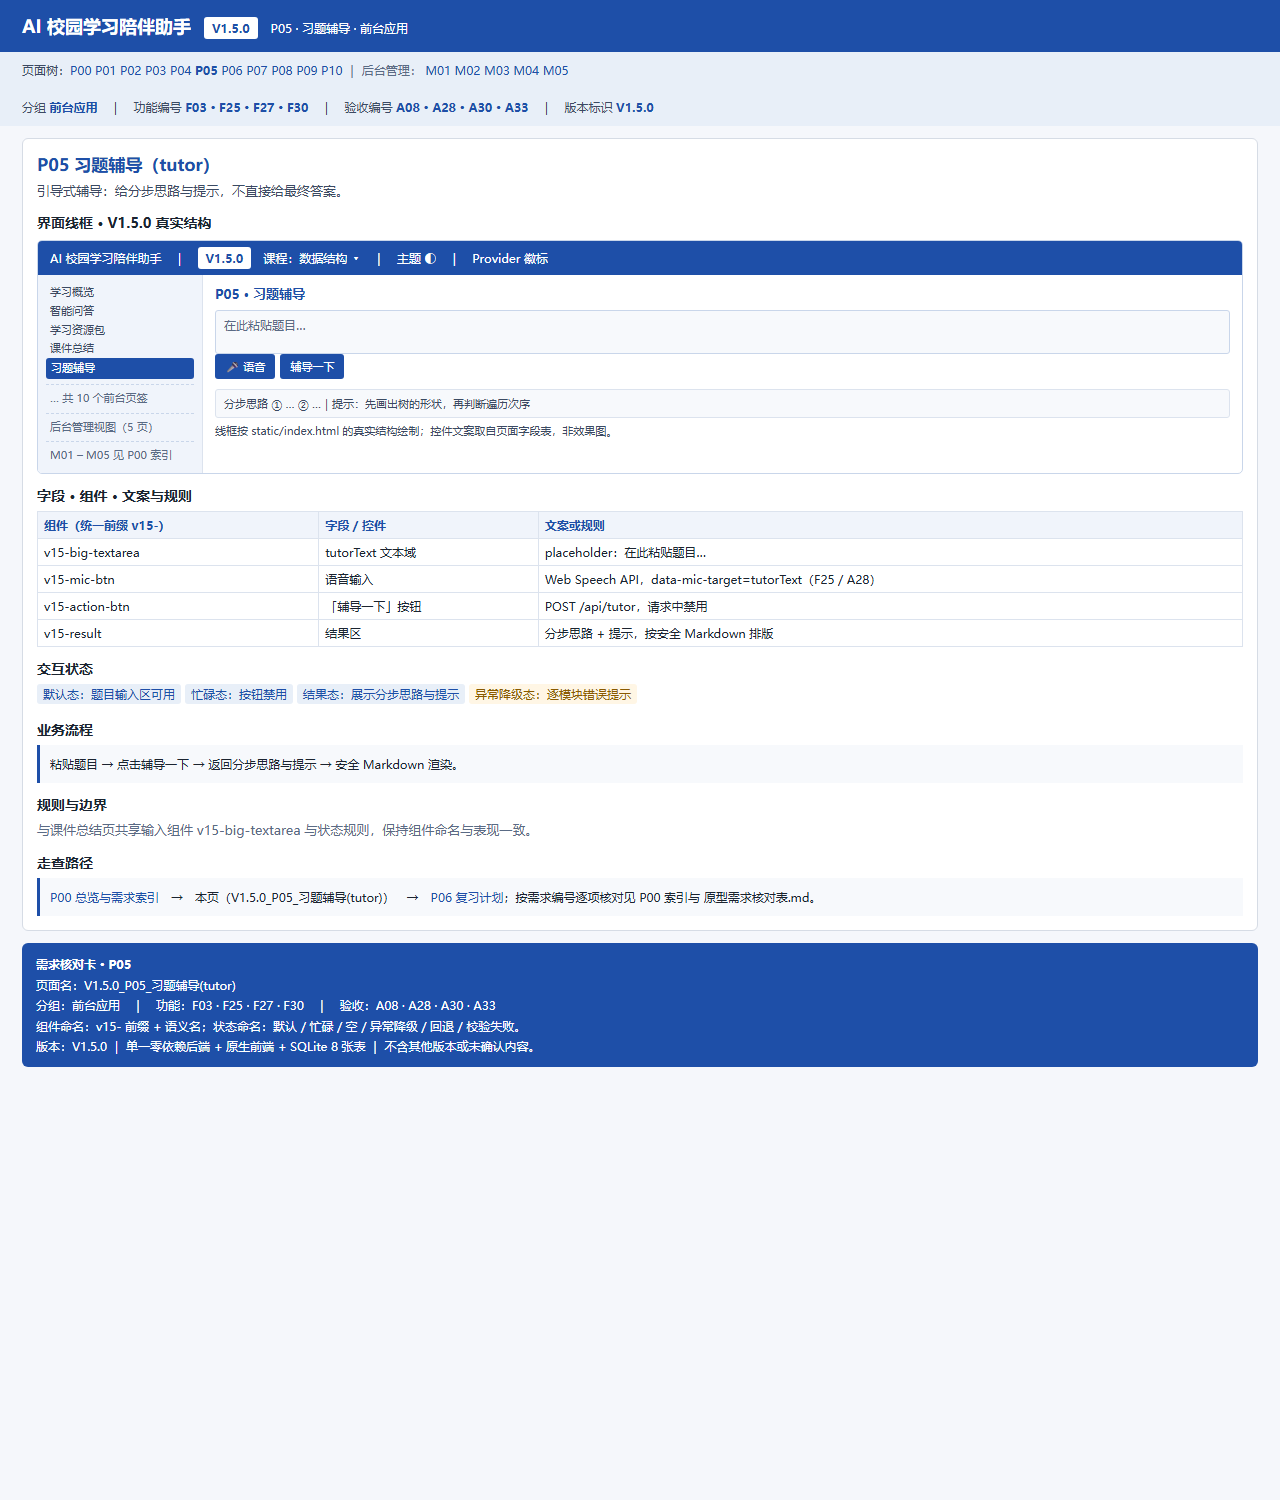 AI 校园学习陪伴助手 V1.5.0 P05 · 习题辅导 · 前台应用
页面树：P00 P01 P02 P03 P04 P05 P06 P07 P08 P09 P10 | 后台管理： M01 M02 M03 M04 M05
分组 前台应用 | 功能编号 F03 • F25 • F27 • F30 | 验收编号 A08 • A28 • A30 • A33 | 版本标识 V1.5.0
P05 习题辅导（tutor）
引导式辅导：给分步思路与提示，不直接给最终答案。
界面线框 • V1.5.0 真实结构
AI 校园学习陪伴助手 | V1.5.0 课程：数据结构 ▾ | 主题 ◐ | Provider 徽标
学习概览
智能问答
学习资源包
课件总结
习题辅导
... 共 10 个前台页签
后台管理视图（5 页）
M01 – M05 见 P00 索引
P05 • 习题辅导
在此粘贴题目...
🎤 语音 辅导一下
分步思路 ① ... ② ... | 提示：先画出树的形状，再判断遍历次序
线框按 static/index.html 的真实结构绘制；控件文案取自页面字段表，非效果图。
字段 • 组件 • 文案与规则
组件（统一前缀 v15-） 字段 / 控件 文案或规则
v15-big-textarea tutorText 文本域 placeholder：在此粘贴题目...
v15-mic-btn 语音输入 Web Speech API，data-mic-target=tutorText（F25 / A28）
v15-action-btn 「辅导一下」按钮 POST /api/tutor，请求中禁用
v15-result 结果区 分步思路 + 提示，按安全 Markdown 排版
交互状态
默认态：题目输入区可用 忙碌态：按钮禁用 结果态：展示分步思路与提示 异常降级态：逐模块错误提示
业务流程
粘贴题目 → 点击辅导一下 → 返回分步思路与提示 → 安全 Markdown 渲染。
规则与边界
与课件总结页共享输入组件 v15-big-textarea 与状态规则，保持组件命名与表现一致。
走查路径
P00 总览与需求索引 → 本页（V1.5.0_P05_习题辅导(tutor)） → P06 复习计划；按需求编号逐项核对见 P00 索引与 原型需求核对表.md。
需求核对卡 • P05
页面名：V1.5.0_P05_习题辅导(tutor)
分组：前台应用 | 功能：F03 · F25 · F27 · F30 | 验收：A08 · A28 · A30 · A33
组件命名：v15- 前缀 + 语义名；状态命名：默认 / 忙碌 / 空 / 异常降级 / 回退 / 校验失败。
版本：V1.5.0 | 单一零依赖后端 + 原生前端 + SQLite 8 张表 | 不含其他版本或未确认内容。